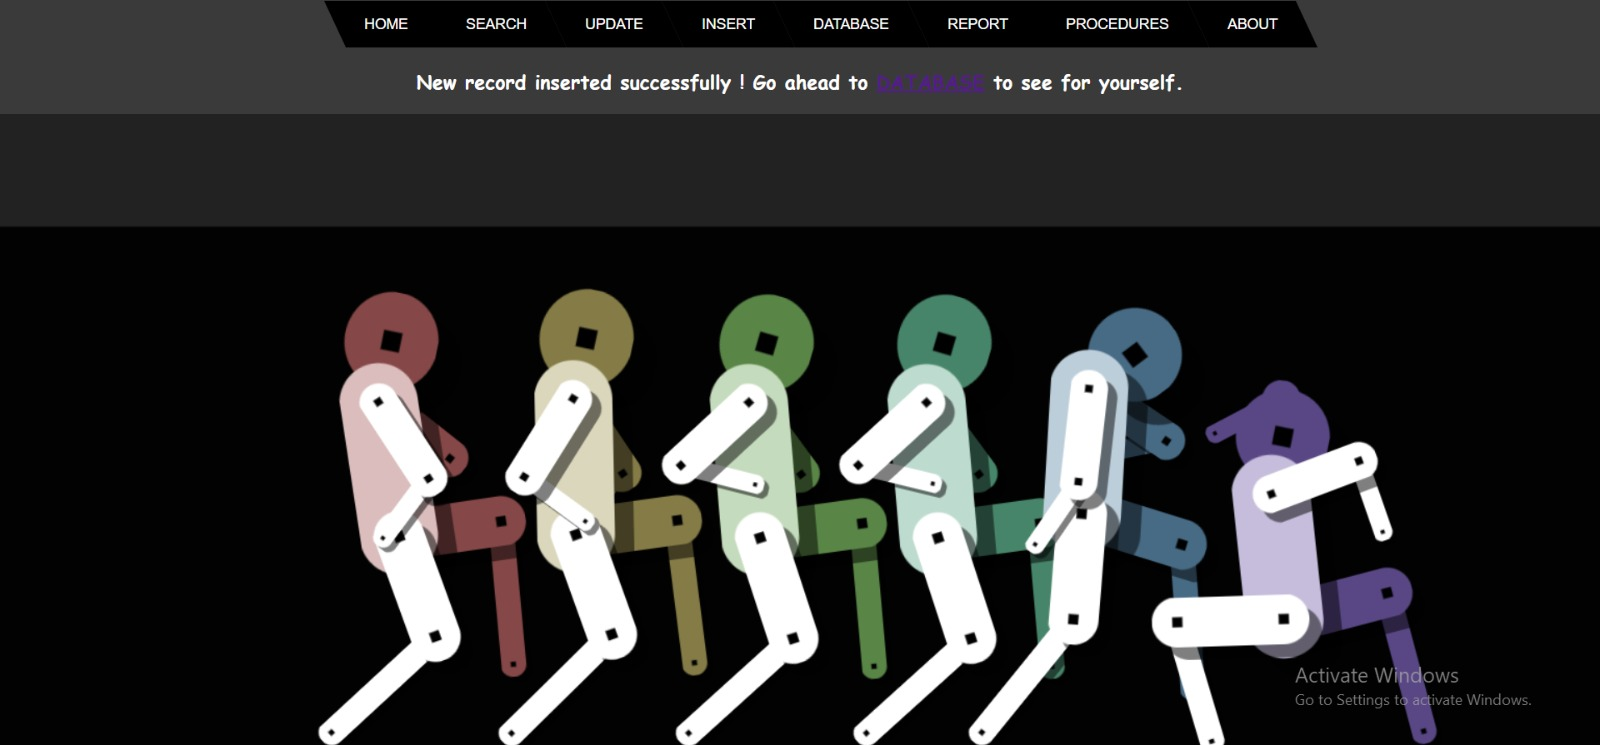 HOME SEARCH UPDATE INSERT DATABASE REPORT PROCEDURES ABOUT
New record inserted successfully ! Go ahead to DATABASE to see for yourself.
Activate Windows
Go to Settings to activate Windows.